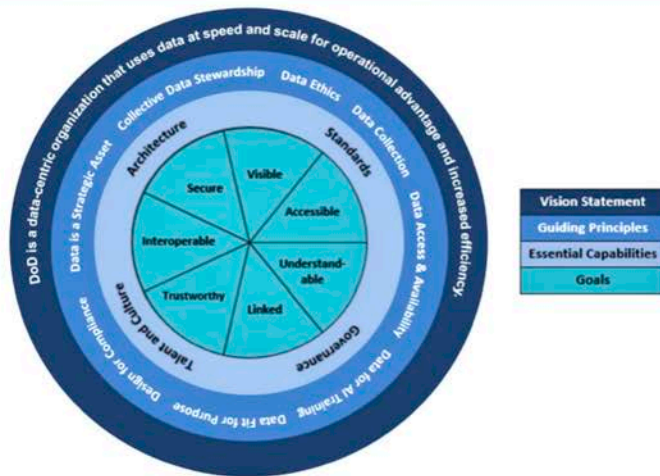 DoD is a data-centric organization that uses data at speed and scale for operational advantage and increased efficiency.
Data is a Strategic Asset
Collective Data Stewardship
Data Ethics
Data Collection
Data Access & Availability
Data for AI Training
Data Fit for Purpose
Design for Compliance
Architecture
Standards
Governance
Talent and Culture
Visible
Accessible
Understand-
able
Linked
Trustworthy
Interoperable
Secure
Vision Statement
Guiding Principles
Essential Capabilities
Goals